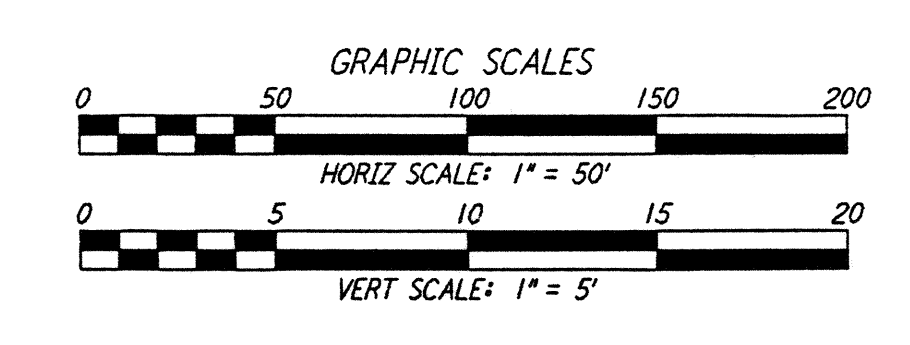 GRAPHIC SCALES
0 50 100 150 200
HORIZ SCALE: 1" = 50'
0 5 10 15 20
VERT SCALE: 1" = 5'